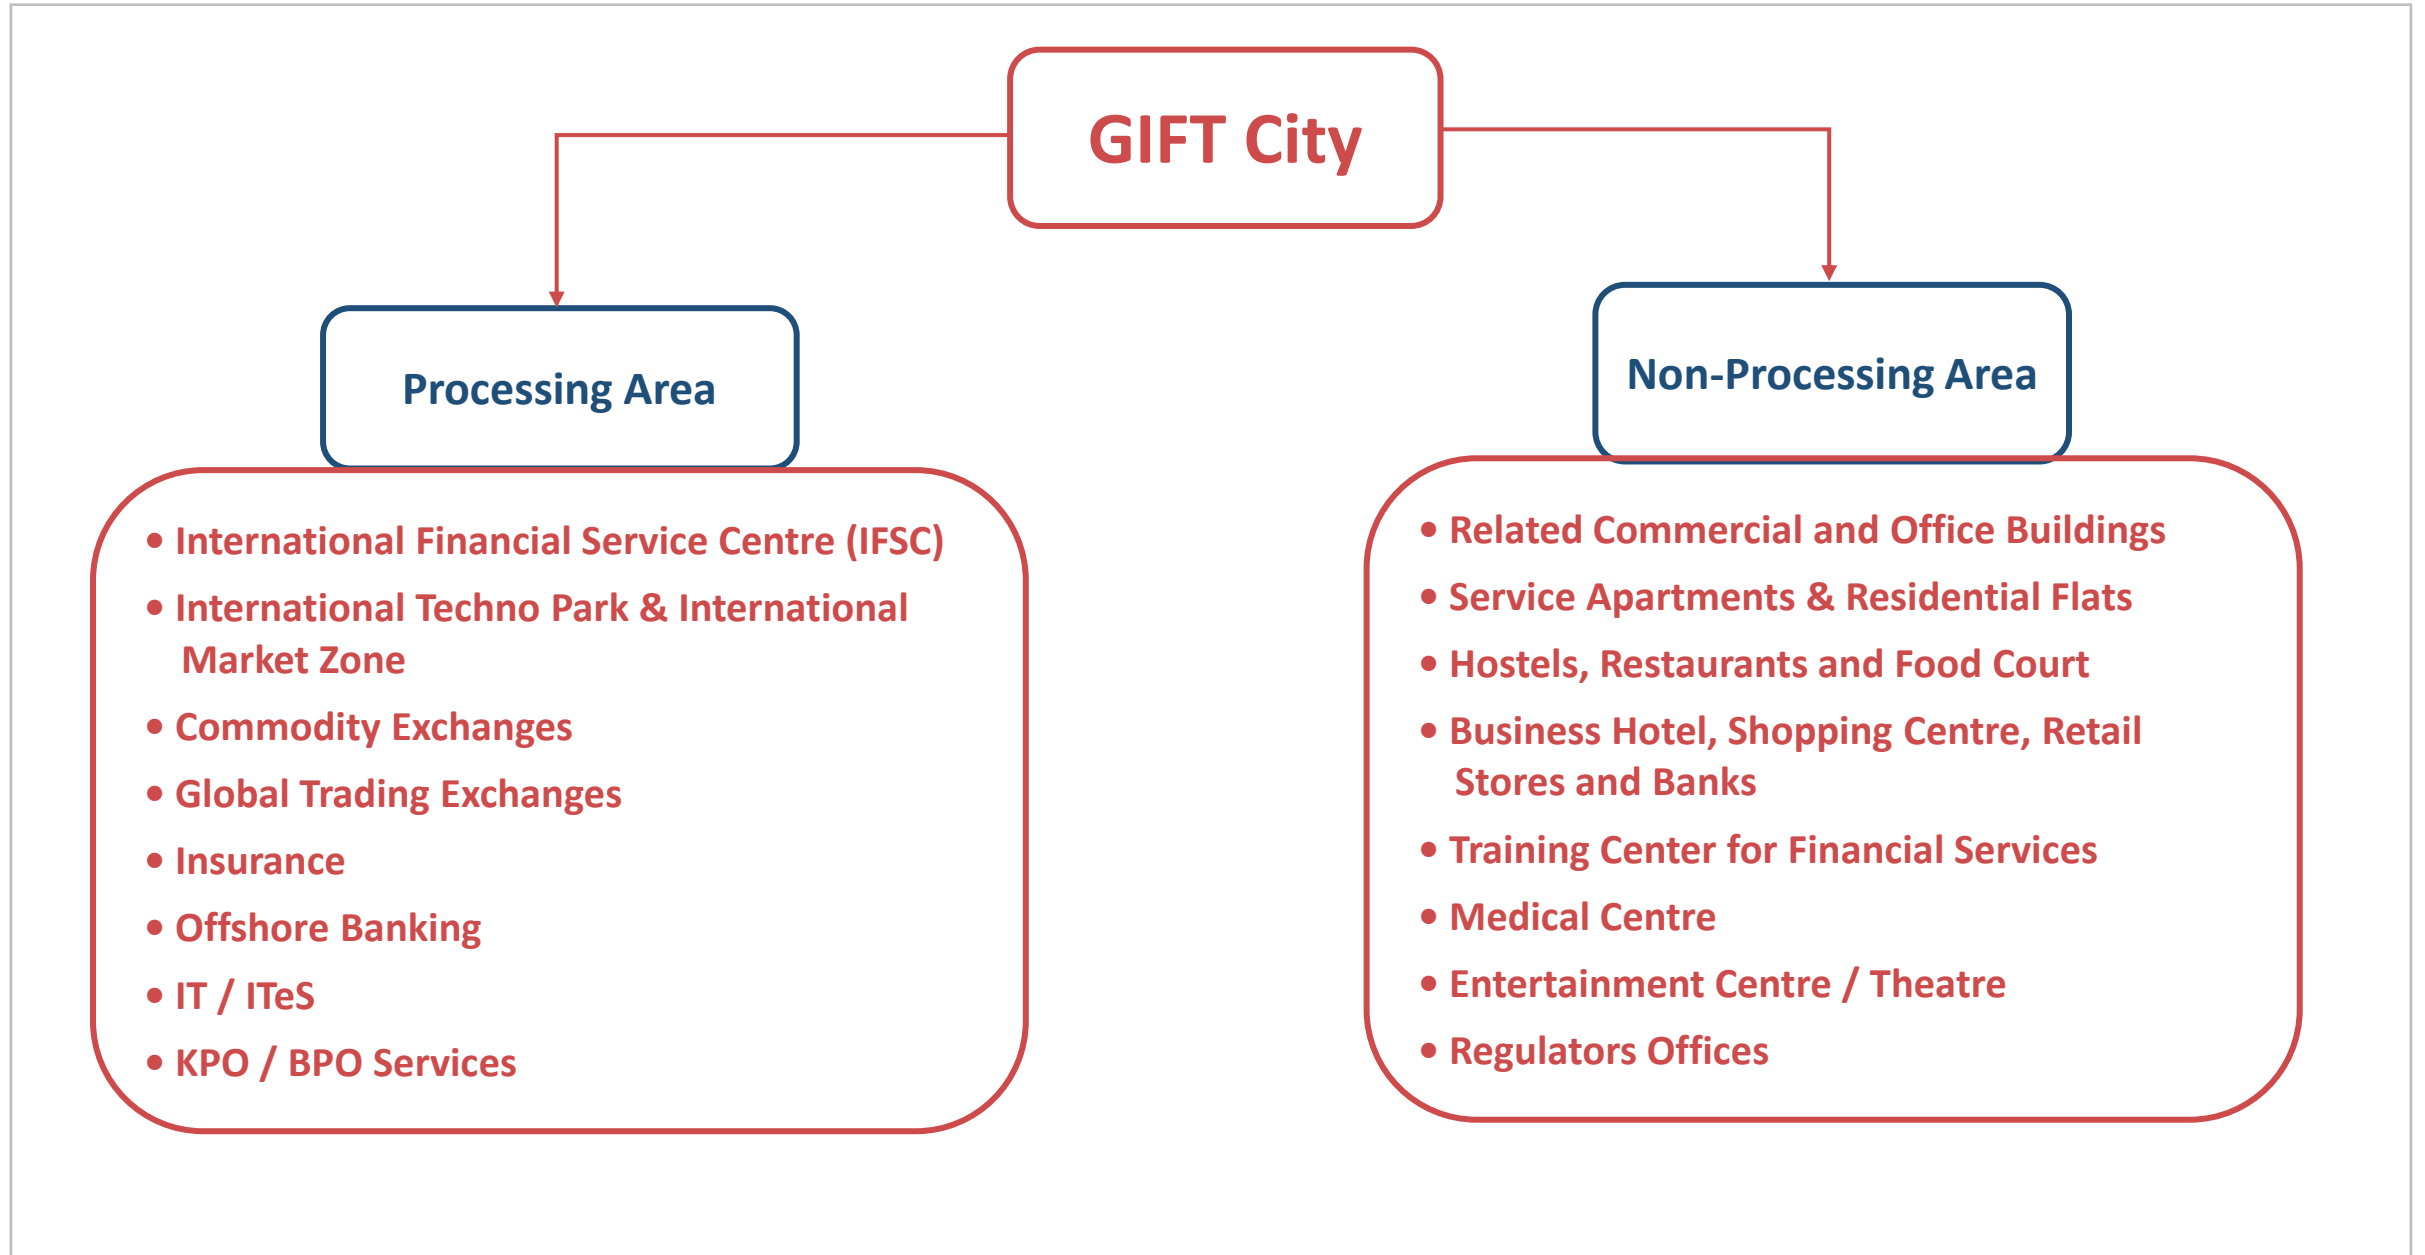 GIFT City
Processing Area
• International Financial Service Centre (IFSC)
• International Techno Park & International
Market Zone
• Commodity Exchanges
• Global Trading Exchanges
• Insurance
• Offshore Banking
• IT / ITeS
• KPO / BPO Services
Non-Processing Area
• Related Commercial and Office Buildings
• Service Apartments & Residential Flats
• Hostels, Restaurants and Food Court
• Business Hotel, Shopping Centre, Retail
Stores and Banks
• Training Center for Financial Services
• Medical Centre
• Entertainment Centre / Theatre
• Regulators Offices